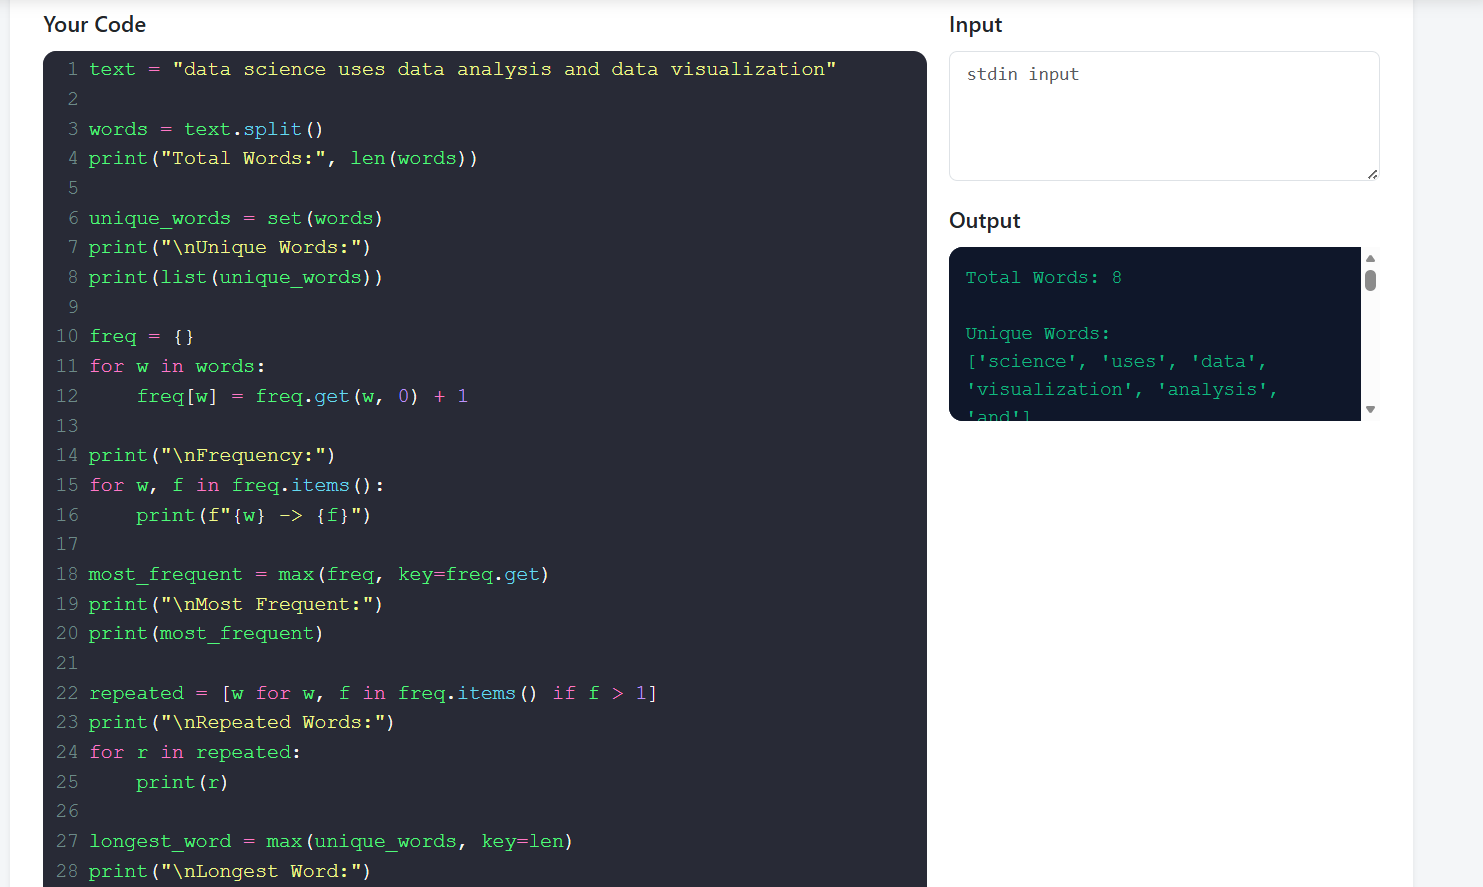 Your Code
1 text = "data science uses data analysis and data visualization"
2
3 words = text.split()
4 print("Total Words:", len(words))
5
6 unique_words = set(words)
7 print("\nUnique Words:")
8 print(list(unique_words))
9
10 freq = {}
11 for w in words:
12     freq[w] = freq.get(w, 0) + 1
13
14 print("\nFrequency:")
15 for w, f in freq.items():
16     print(f"{w} -> {f}")
17
18 most_frequent = max(freq, key=freq.get)
19 print("\nMost Frequent:")
20 print(most_frequent)
21
22 repeated = [w for w, f in freq.items() if f > 1]
23 print("\nRepeated Words:")
24 for r in repeated:
25     print(r)
26
27 longest_word = max(unique_words, key=len)
28 print("\nLongest Word:")
Input
stdin input
Output
Total Words: 8
Unique Words:
['science', 'uses', 'data',
'visualization', 'analysis',
'and']